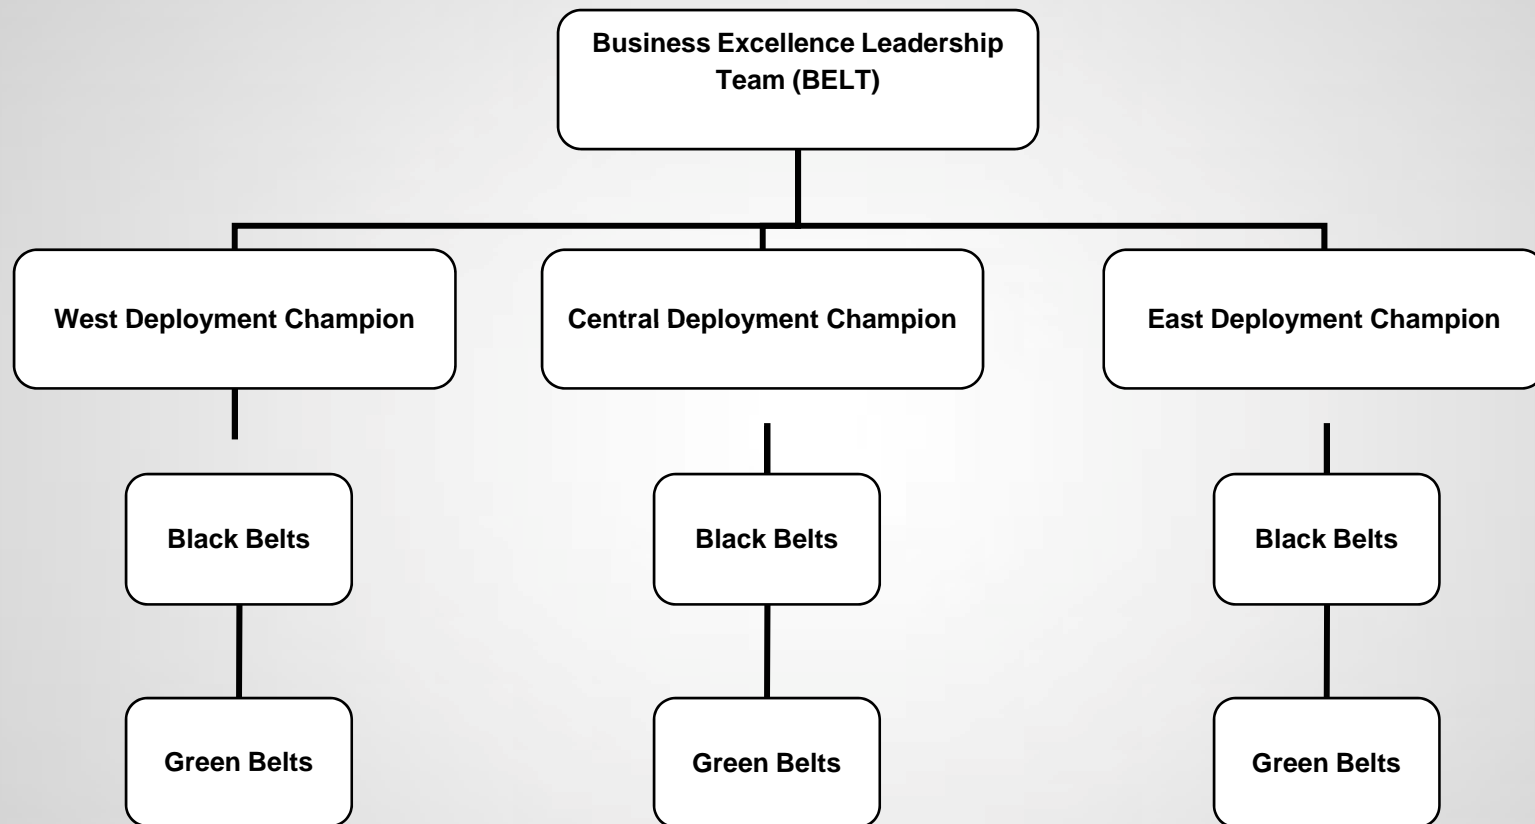 Business Excellence Leadership
Team (BELT)
West Deployment Champion
Central Deployment Champion
East Deployment Champion
Black Belts
Black Belts
Black Belts
Green Belts
Green Belts
Green Belts